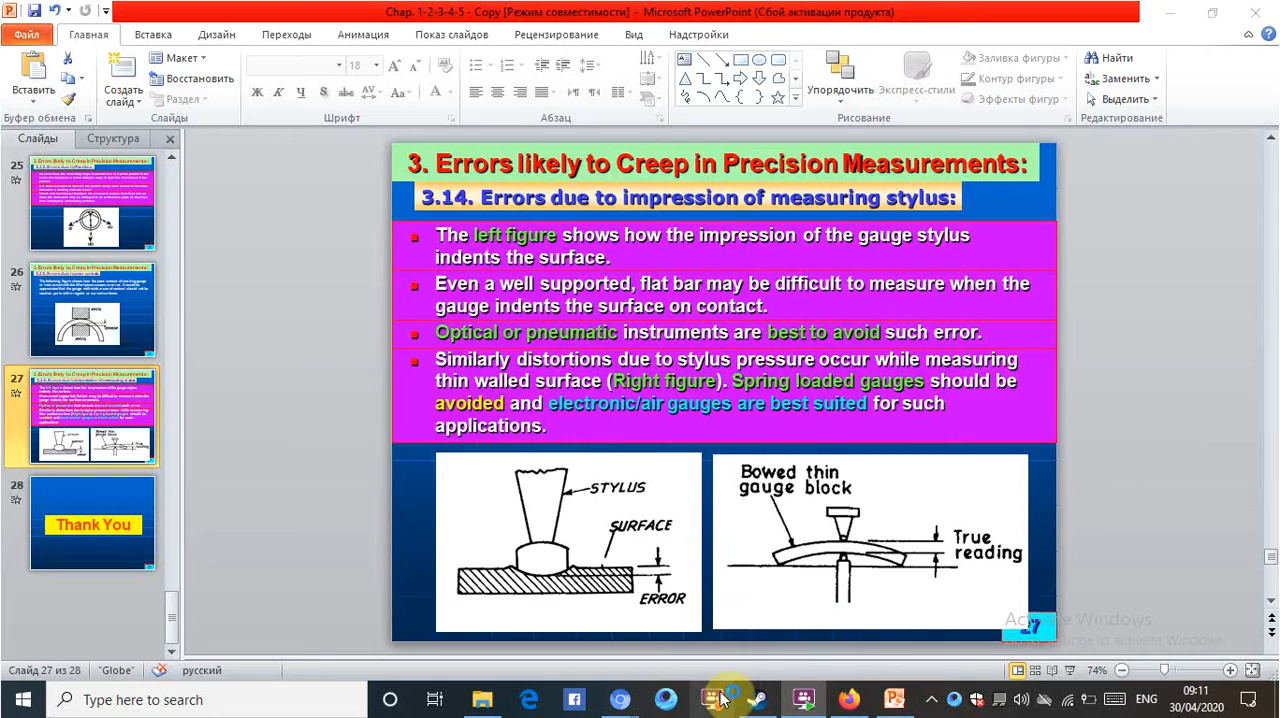 Chap. 1-2-3-4-5 - Copy [Режим совместимости] - Microsoft PowerPoint (Сбой активации продукта)
Файл Главная Вставка Дизайн Переходы Анимация Показ слайдов Рецензирование Вид Надстройки
Вставить
Создать слайд
Макет
Восстановить
Раздел
18
Упорядочить
Экспресс-стили
Заливка фигуры
Контур фигуры
Эффекты фигур
Найти
Заменить
Выделить
Буфер обмена Слайды Шрифт Абзац Рисование Редактирование
Слайды Структура
25
26
27
28
Thank You
3. Errors likely to Creep in Precision Measurements:
3.14. Errors due to impression of measuring stylus:
The left figure shows how the impression of the gauge stylus
indents the surface.
Even a well supported, flat bar may be difficult to measure when the
gauge indents the surface on contact.
Optical or pneumatic instruments are best to avoid such error.
Similarly distortions due to stylus pressure occur while measuring
thin walled surface (Right figure). Spring loaded gauges should be
avoided and electronic/air gauges are best suited for such
applications.
STYLUS
SURFACE
ERROR
Bowed thin
gauge block
True
reading
27
Activate Windows
Слайд 27 из 28 "Globe" русский 74%
Type here to search
ENG
09:11
30/04/2020